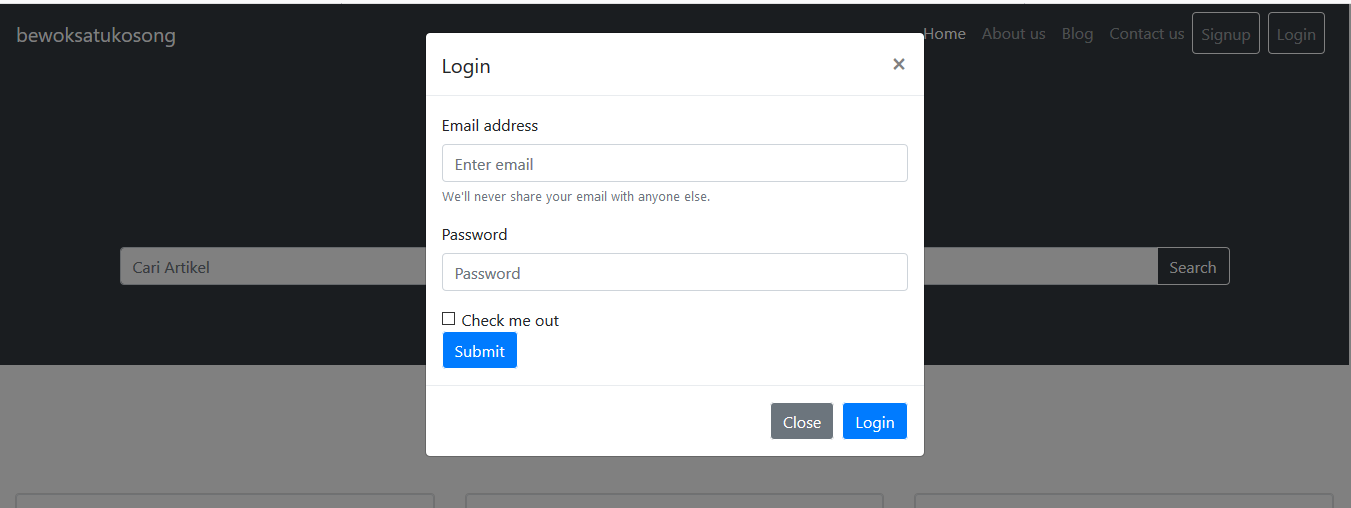 bewoksatukosong
Home About us Blog Contact us Signup Login
Login ×
Email address
Enter email
We'll never share your email with anyone else.
Password
Password
Cari Artikel
Search
Check me out
Submit
Close Login